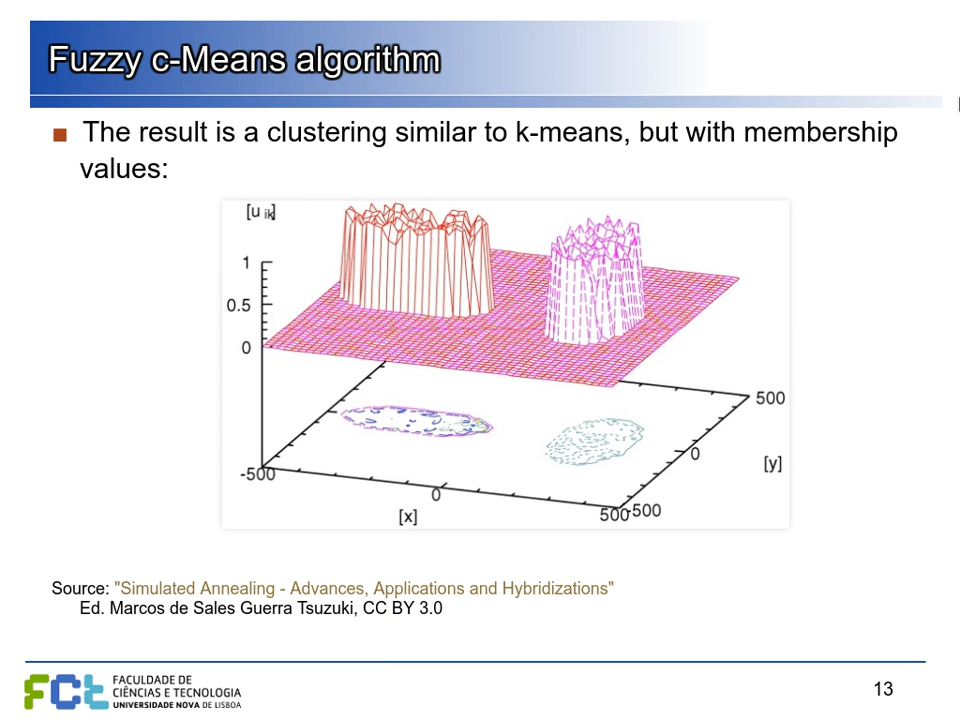 Fuzzy c-Means algorithm
The result is a clustering similar to k-means, but with membership
values:
[u ik]
1
0.5
0
-500
0
500
-500
0
500
[x]
[y]
Source: "Simulated Annealing - Advances, Applications and Hybridizations"
Ed. Marcos de Sales Guerra Tsuzuki, CC BY 3.0
FCT FACULDADE DE
CIÊNCIAS E TECNOLOGIA
UNIVERSIDADE NOVA DE LISBOA
13